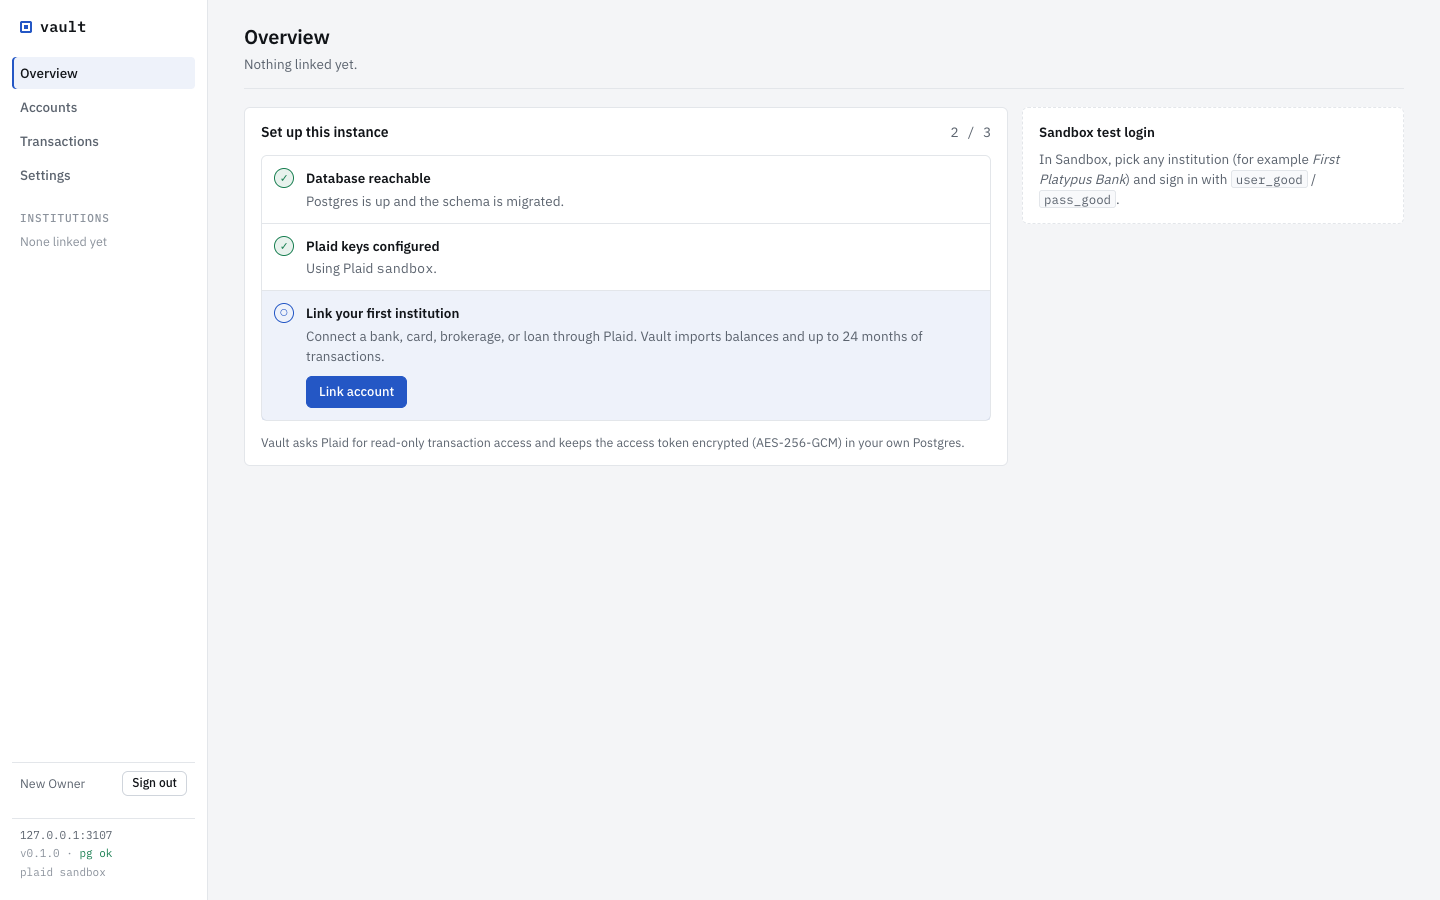 vault
Overview
Accounts
Transactions
Settings
INSTITUTIONS
None linked yet
New Owner
Sign out
127.0.0.1:3107
v0.1.0 · pg ok
plaid sandbox
Overview
Nothing linked yet.
Set up this instance
2 / 3
✓
Database reachable
Postgres is up and the schema is migrated.
✓
Plaid keys configured
Using Plaid sandbox.
Link your first institution
Connect a bank, card, brokerage, or loan through Plaid. Vault imports balances and up to 24 months of
transactions.
Link account
Vault asks Plaid for read-only transaction access and keeps the access token encrypted (AES-256-GCM) in your own Postgres.
Sandbox test login
In Sandbox, pick any institution (for example First
Platypus Bank) and sign in with user_good /
pass_good.